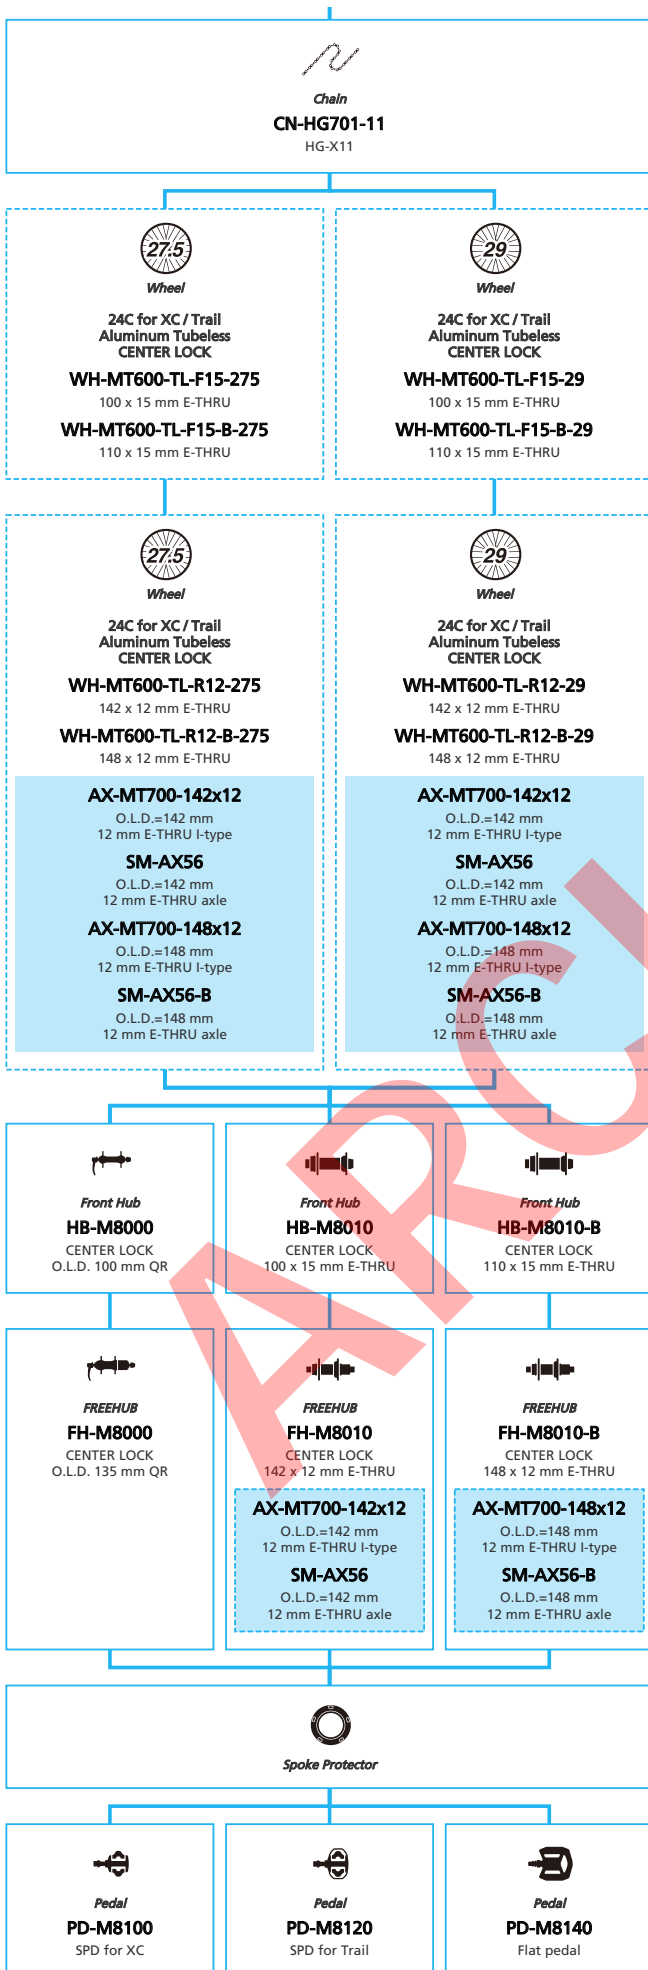 Chain
CN-HG701-11
HG-X11
27.5
Wheel
24C for XC / Trail
Aluminum Tubeless
CENTER LOCK
WH-MT600-TL-F15-275
100 x 15 mm E-THRU
WH-MT600-TL-F15-B-275
110 x 15 mm E-THRU
29
Wheel
24C for XC / Trail
Aluminum Tubeless
CENTER LOCK
WH-MT600-TL-F15-29
100 x 15 mm E-THRU
WH-MT600-TL-F15-B-29
110 x 15 mm E-THRU
27.5
Wheel
24C for XC / Trail
Aluminum Tubeless
CENTER LOCK
WH-MT600-TL-R12-275
142 x 12 mm E-THRU
WH-MT600-TL-R12-B-275
148 x 12 mm E-THRU
AX-MT700-142x12
O.L.D.=142 mm
12 mm E-THRU I-type
SM-AX56
O.L.D.=142 mm
12 mm E-THRU axle
AX-MT700-148x12
O.L.D.=148 mm
12 mm E-THRU I-type
SM-AX56-B
O.L.D.=148 mm
12 mm E-THRU axle
29
Wheel
24C for XC / Trail
Aluminum Tubeless
CENTER LOCK
WH-MT600-TL-R12-29
142 x 12 mm E-THRU
WH-MT600-TL-R12-B-29
148 x 12 mm E-THRU
AX-MT700-142x12
O.L.D.=142 mm
12 mm E-THRU I-type
SM-AX56
O.L.D.=142 mm
12 mm E-THRU axle
AX-MT700-148x12
O.L.D.=148 mm
12 mm E-THRU I-type
SM-AX56-B
O.L.D.=148 mm
12 mm E-THRU axle
Front Hub
HB-M8000
CENTER LOCK
O.L.D. 100 mm QR
Front Hub
HB-M8010
CENTER LOCK
100 x 15 mm E-THRU
Front Hub
HB-M8010-B
CENTER LOCK
110 x 15 mm E-THRU
FREEHUB
FH-M8000
CENTER LOCK
O.L.D. 135 mm QR
FREEHUB
FH-M8010
CENTER LOCK
142 x 12 mm E-THRU
AX-MT700-142x12
O.L.D.=142 mm
12 mm E-THRU I-type
SM-AX56
O.L.D.=142 mm
12 mm E-THRU axle
FREEHUB
FH-M8010-B
CENTER LOCK
148 x 12 mm E-THRU
AX-MT700-148x12
O.L.D.=148 mm
12 mm E-THRU I-type
SM-AX56-B
O.L.D.=148 mm
12 mm E-THRU axle
Spoke Protector
Pedal
PD-M8100
SPD for XC
Pedal
PD-M8120
SPD for Trail
Pedal
PD-M8140
Flat pedal